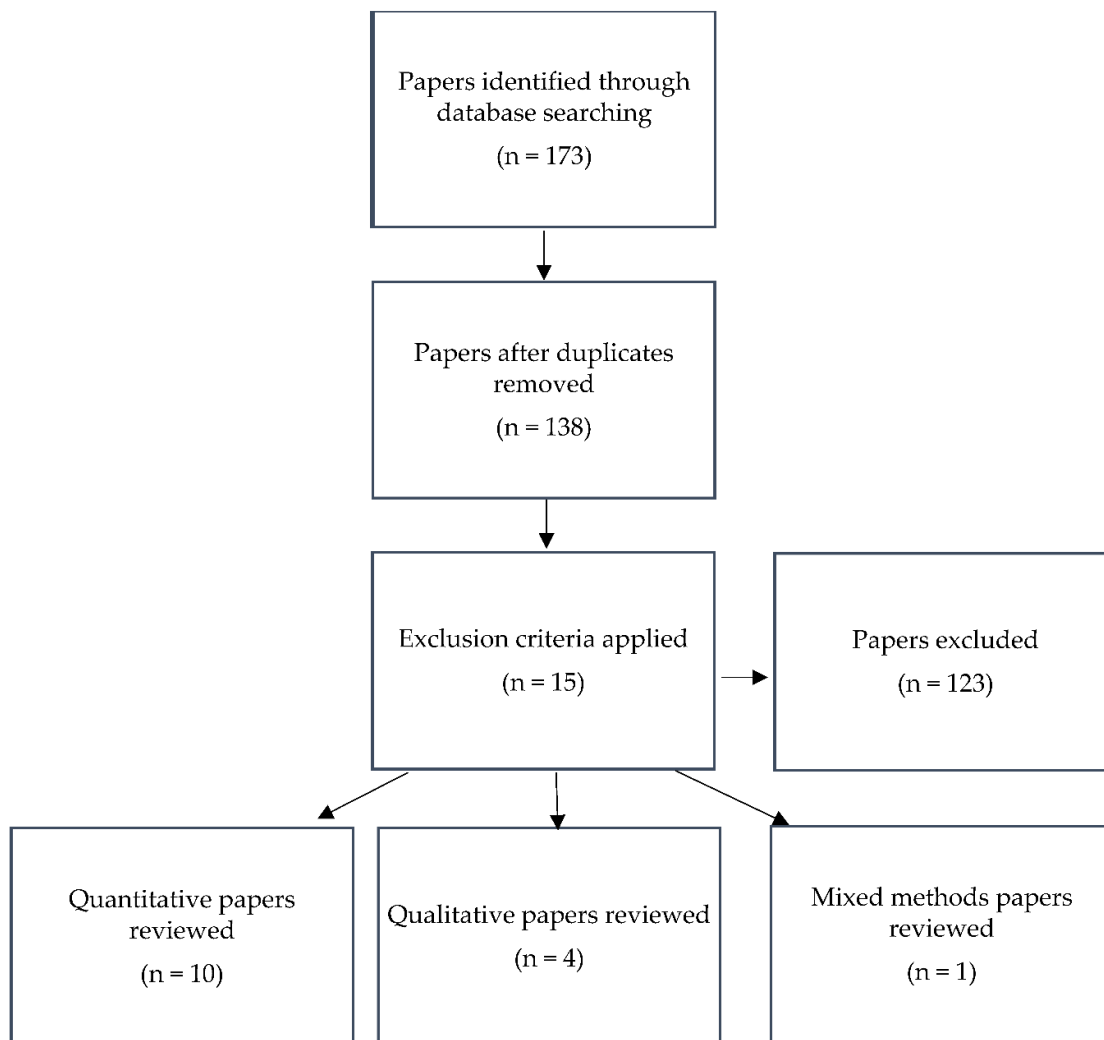 Papers identified through
database searching
(n = 173)
Papers after duplicates
removed
(n = 138)
Exclusion criteria applied
(n = 15)
Papers excluded
(n = 123)
Quantitative papers
reviewed
(n = 10)
Qualitative papers reviewed
(n = 4)
Mixed methods papers
reviewed
(n = 1)